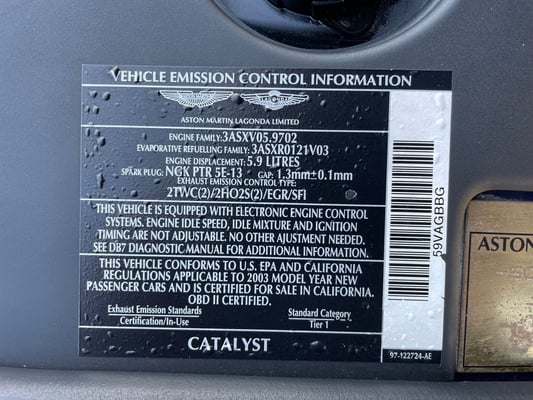 VEHICLE EMISSION CONTROL INFORMATION
ASTON MARTIN LAGONDA LIMITED
ENGINE FAMILY:3ASXV05.9702
EVAPORATIVE REFUELLING FAMILY:3ASXR0121V03
ENGINE DISPLACEMENT:5.9 LITRES
SPARK PLUG: NGK PTR 5E-13 GAP: 1.3mm±0.1mm
EXHAUST EMISSION CONTROL TYPE:
2TWC(2)/2HO2S(2)/EGR/SFI
THIS VEHICLE IS EQUIPPED WITH ELECTRONIC ENGINE CONTROL
SYSTEMS. ENGINE IDLE SPEED, IDLE MIXTURE AND IGNITION
TIMING ARE NOT ADJUSTABLE. NO OTHER ADJUSTMENTS NEEDED.
SEE DB7 DIAGNOSTIC MANUAL FOR ADDITIONAL INFORMATION.
THIS VEHICLE CONFORMS TO U.S. EPA AND CALIFORNIA
REGULATIONS APPLICABLE TO 2003 MODEL YEAR NEW
PASSENGER CARS AND IS CERTIFIED FOR SALE IN CALIFORNIA.
OBD II CERTIFIED.
Exhaust Emission Standards Standard Category
Certification/In-Use Tier 1
CATALYST
59VAGBBG
97-122724-AE
ASTON